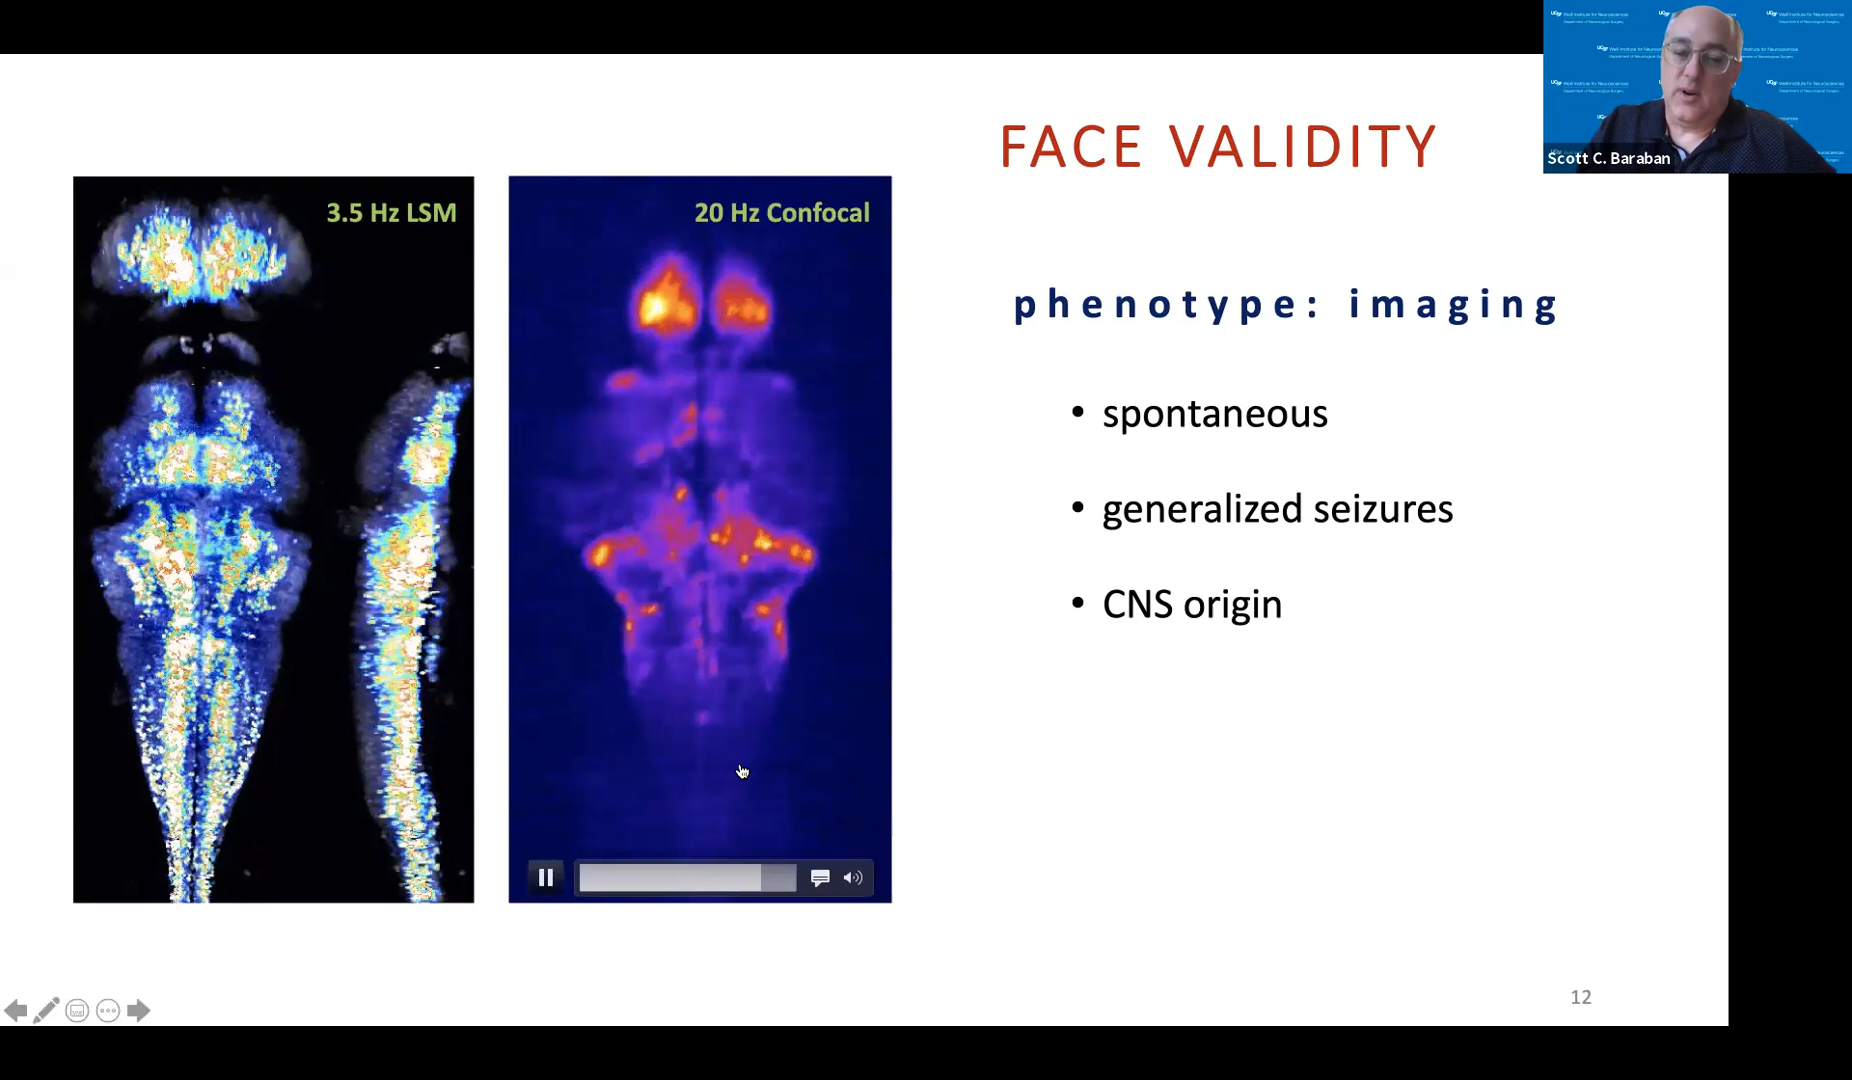 FACE VALIDITY
3.5 Hz LSM
20 Hz Confocal
phenotype: imaging
• spontaneous
• generalized seizures
• CNS origin
12
Scott C. Baraban